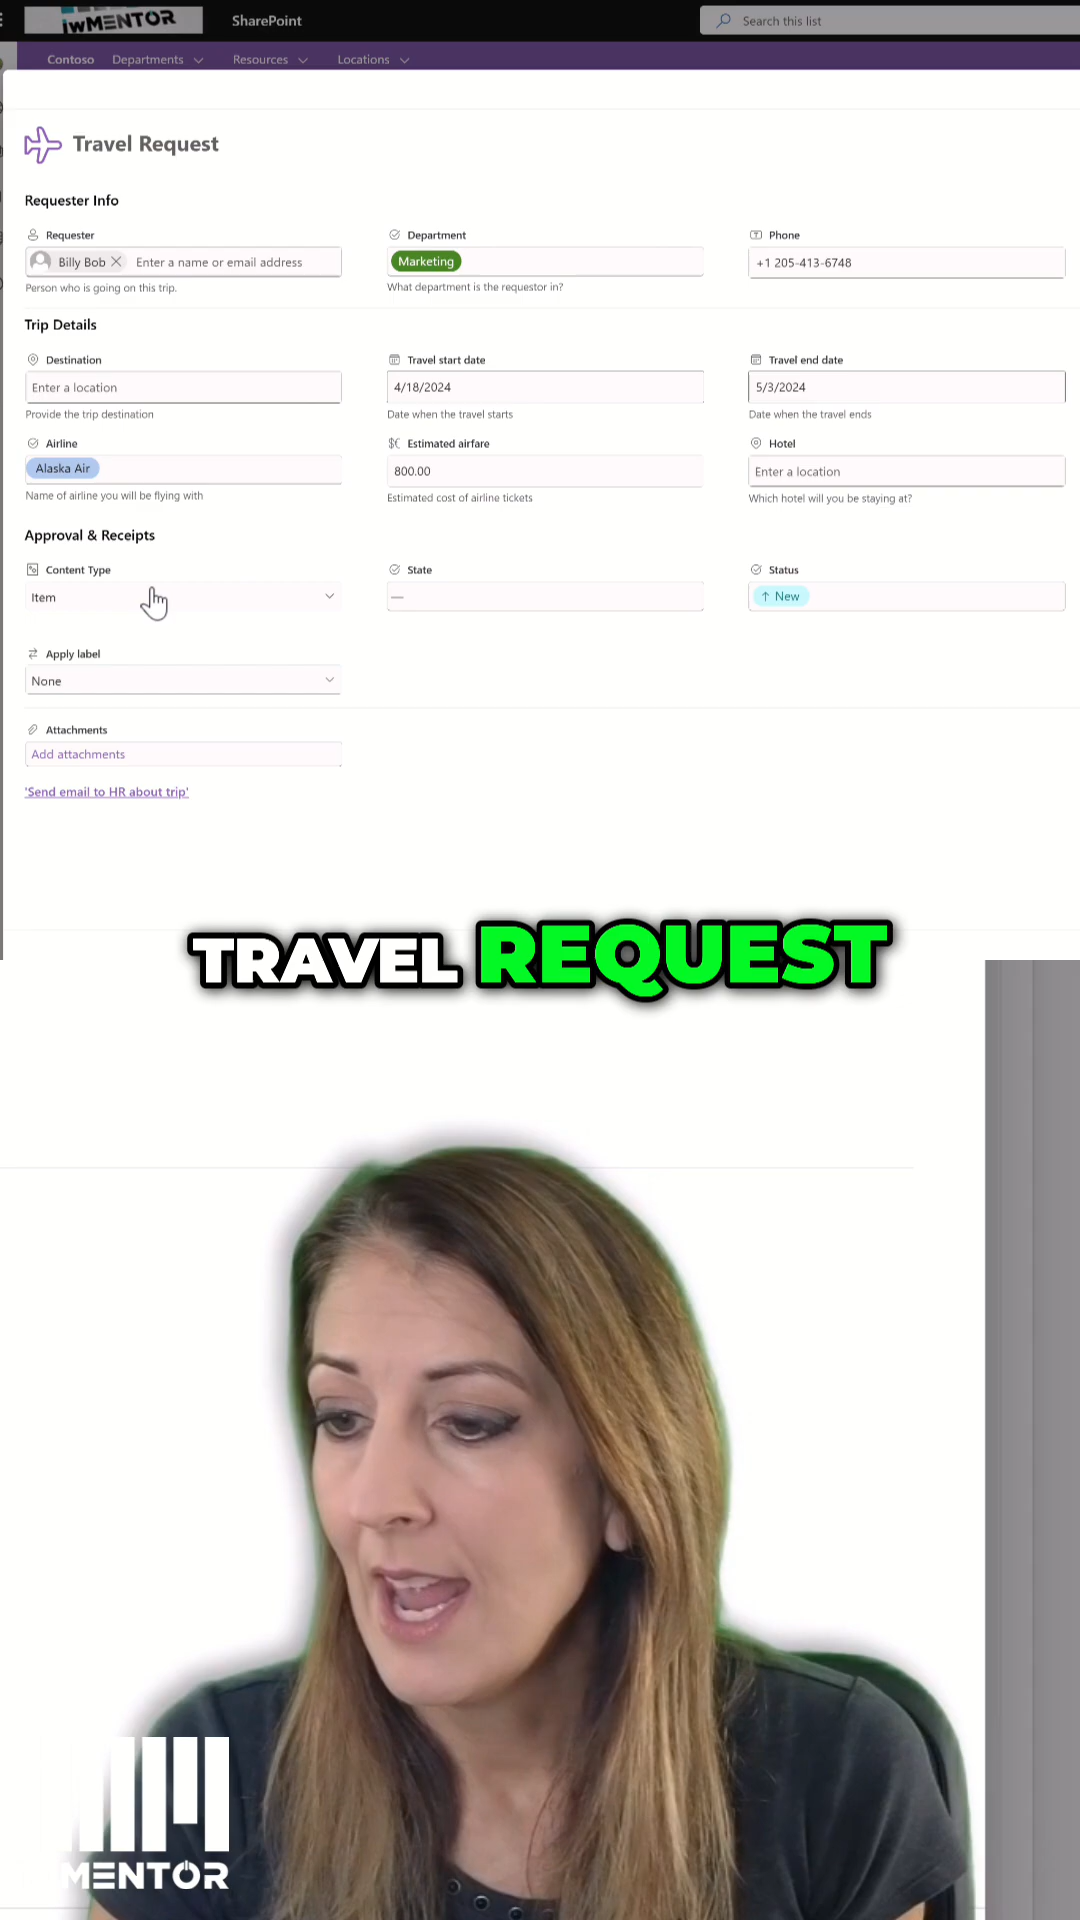 iwMENTOR
SharePoint
Search this list
Contoso
Departments
Resources
Locations
Travel Request
Requester Info
Requester
Department
Phone
Billy Bob
Enter a name or email address
Marketing
+1 205-413-6748
Person who is going on this trip.
What department is the requestor in?
Trip Details
Destination
Travel start date
Travel end date
Enter a location
4/18/2024
5/3/2024
Provide the trip destination
Date when the travel starts
Date when the travel ends
Airline
Estimated airfare
Hotel
Alaska Air
800.00
Enter a location
Name of airline you will be flying with
Estimated cost of airline tickets
Which hotel will you be staying at?
Approval & Receipts
Content Type
State
Status
Item
—
↑ New
Apply label
None
Attachments
Add attachments
'Send email to HR about trip'
TRAVEL REQUEST
MENTOR